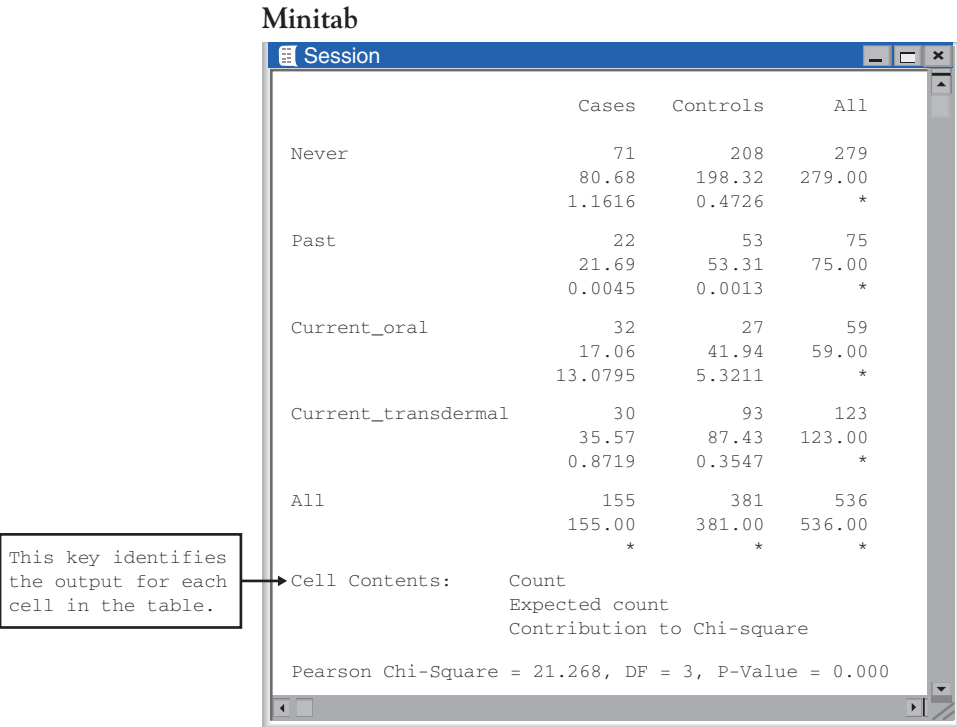 Minitab
Session
Cases Controls All
Never 71 208 279
80.68 198.32 279.00
1.1616 0.4726 *
Past 22 53 75
21.69 53.31 75.00
0.0045 0.0013 *
Current_oral 32 27 59
17.06 41.94 59.00
13.0795 5.3211 *
Current_transdermal 30 93 123
35.57 87.43 123.00
0.8719 0.3547 *
All 155 381 536
155.00 381.00 536.00
* * *
This key identifies
the output for each
cell in the table.
Cell Contents: Count
Expected count
Contribution to Chi-square
Pearson Chi-Square = 21.268, DF = 3, P-Value = 0.000